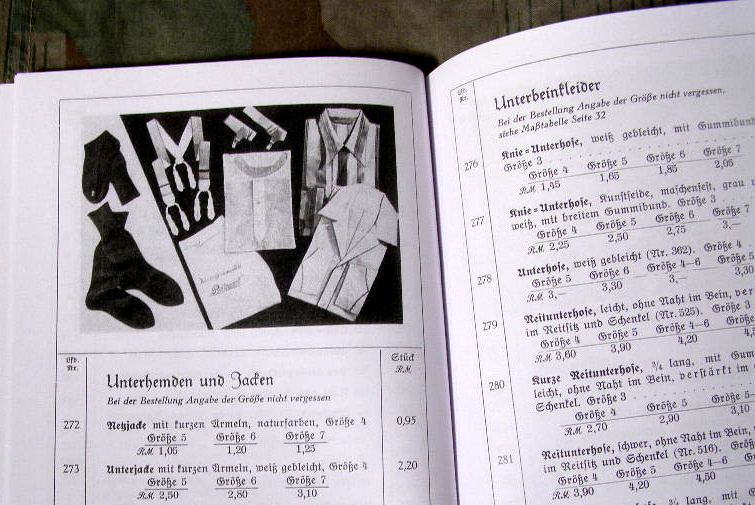 Lfd.
Nr.
Stück
RM.
Unterhemden und Jacken
Bei der Bestellung Angabe der Größe nicht vergessen
272 Netzjacke mit kurzen Ärmeln, naturfarben, Größe 4 0,95
Größe 5 Größe 6 Größe 7
RM 1,05 1,20 1,25
273 Unterjacke mit kurzen Ärmeln, weiß gebleicht, Größe 4 2,20
Größe 5 Größe 6 Größe 7
RM 2,50 2,80 3,10
Lfd.
Nr.
Unterbeinkleider
Bei der Bestellung Angabe der Größe nicht vergessen,
siehe Maßtabelle Seite 32
276 Knie-Unterhose, weiß gebleicht, mit Gummibund
Größe 3
Größe 4 Größe 5 Größe 6 Größe 7
RM 1,45 1,65 1,85 2,05
277 Knie-Unterhose, Kunstseide, maschenfest, grau
weiß, mit breitem Gummibund. Größe 3
Größe 4 Größe 5 Größe 6 Größe 7
RM 2,25 2,50 2,75 3,—
278 Unterhose, weiß gebleicht (Nr. 362). Größe 4
Größe 5 Größe 6 Größe 4—6 Größe 5
RM 3,— 3,30 3,— 3,30
279 Reitunterhose, leicht, ohne Naht im Bein,
im Reitsitz und Schenkel (Nr. 525). Größe 3
Größe 4 Größe 5 Größe 4—6 Größe
RM 3,60 3,90 4,20
280 Kurze Reitunterhose, ¾ lang, mit
leicht, ohne Naht im Bein, verstärkt im
Schenkel. Größe 3
Größe 4 Größe 5 Größe
RM 2,70 2,90 3,10
281 Reitunterhose, schwer, ohne Naht im Bein,
im Reitsitz und Schenkel (Nr. 516). Größe
Größe 4 Größe 5 Größe 4—6 Größe
RM 3,90 4,20 4,50
¾ lang, mit